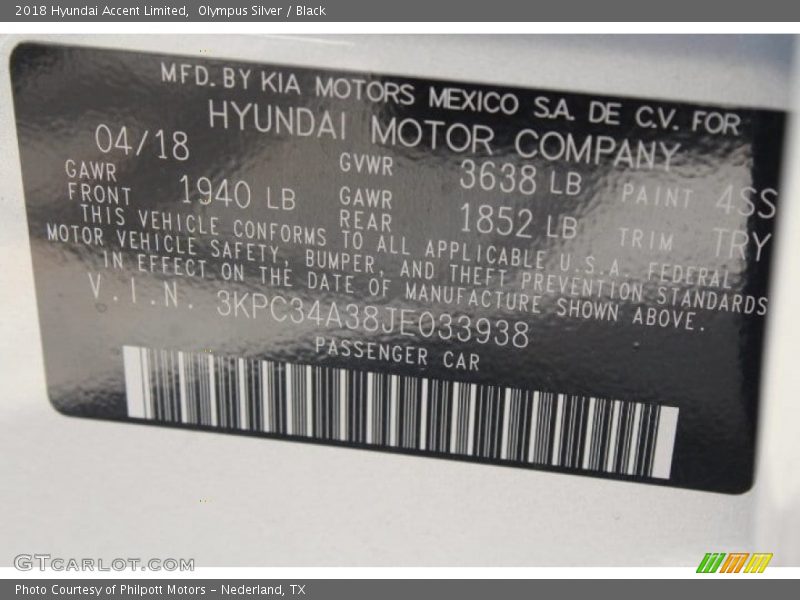 2018 Hyundai Accent Limited,  Olympus Silver / Black
MFD. BY KIA MOTORS MEXICO S.A. DE C.V. FOR
HYUNDAI MOTOR COMPANY
04/18 GVWR 3638 LB PAINT 4SS
GAWR FRONT 1940 LB GAWR REAR 1852 LB TRIM TRY
THIS VEHICLE CONFORMS TO ALL APPLICABLE U.S.A. FEDERAL
MOTOR VEHICLE SAFETY, BUMPER, AND THEFT PREVENTION STANDARDS
IN EFFECT ON THE DATE OF MANUFACTURE SHOWN ABOVE.
V.I.N. 3KPC34A38JE033938
PASSENGER CAR
GTCARLOT.COM
Photo Courtesy of Philpott Motors - Nederland, TX